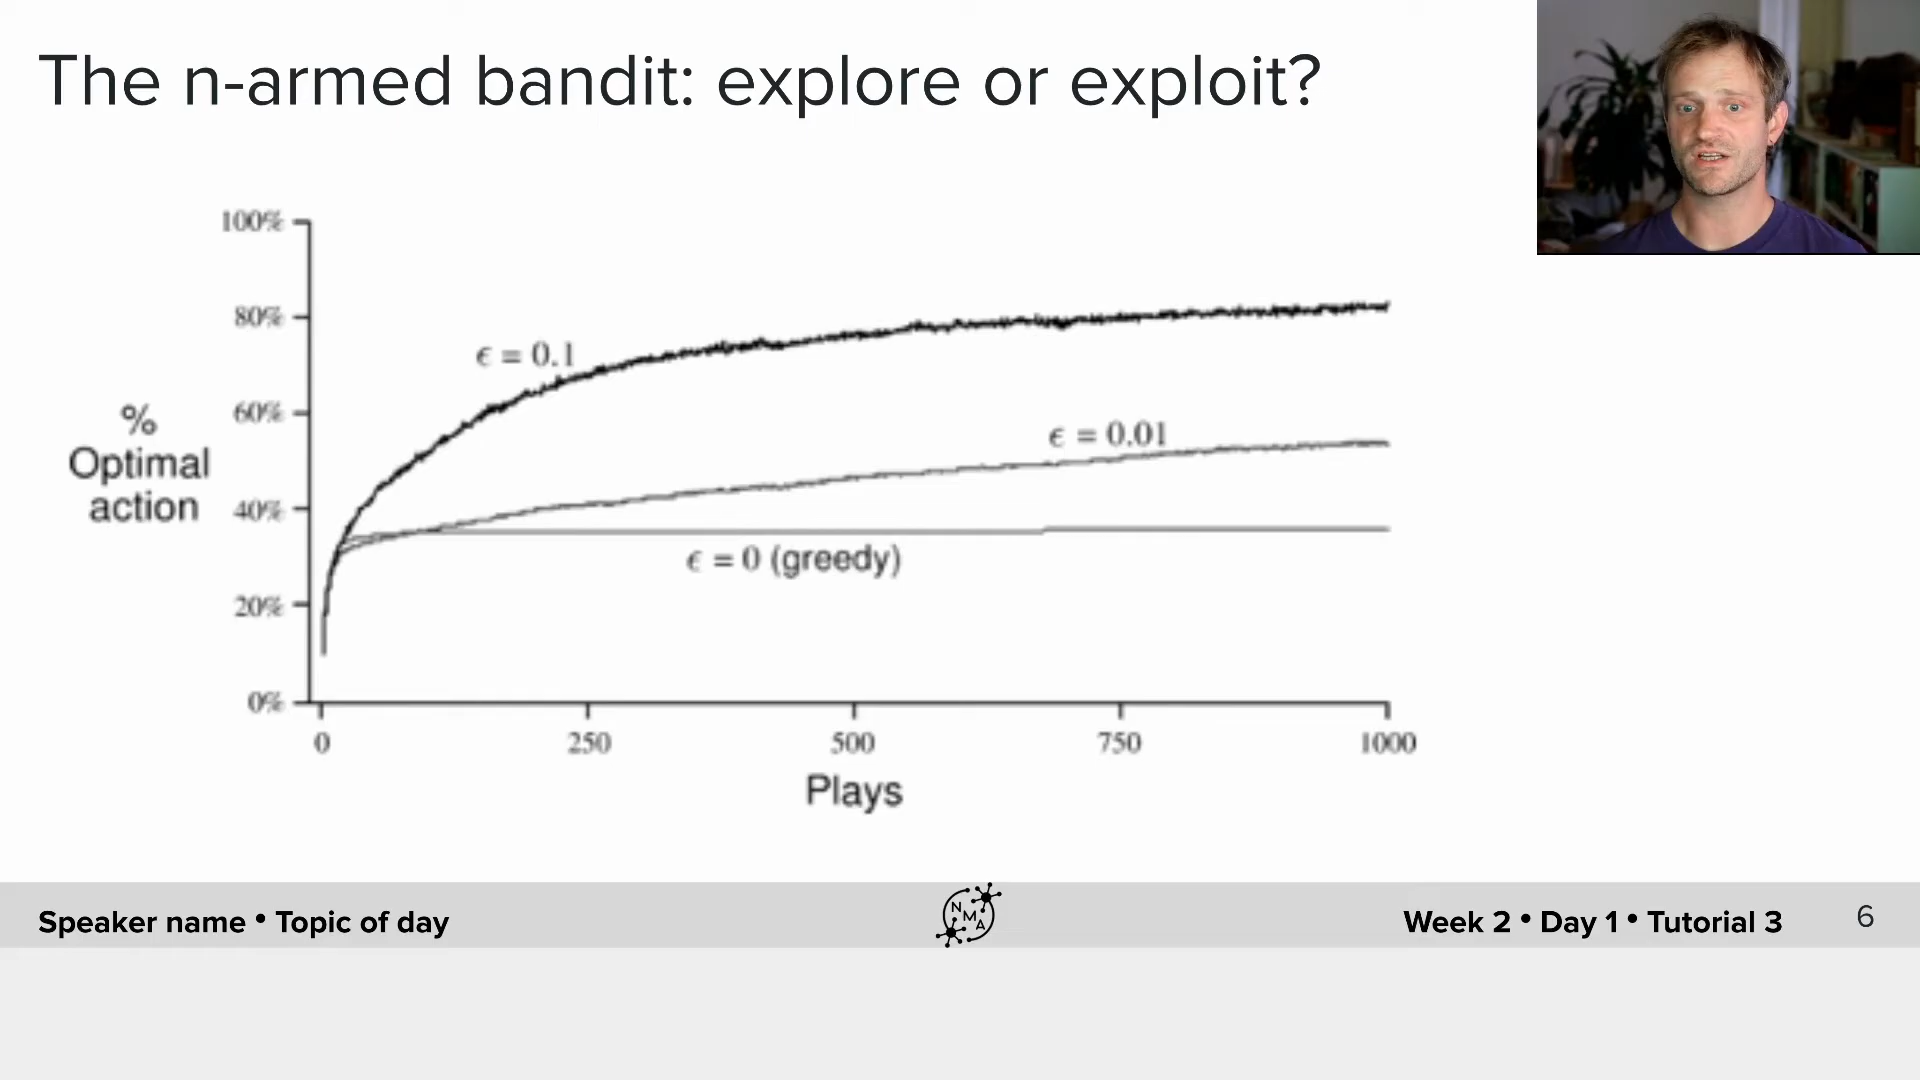 The n-armed bandit: explore or exploit?
100%
80%
60%
40%
20%
0%
%
Optimal
action
ϵ = 0.1
ϵ = 0.01
ϵ = 0 (greedy)
0 250 500 750 1000
Plays
Speaker name • Topic of day
N
M
A
Week 2 • Day 1 • Tutorial 3
6